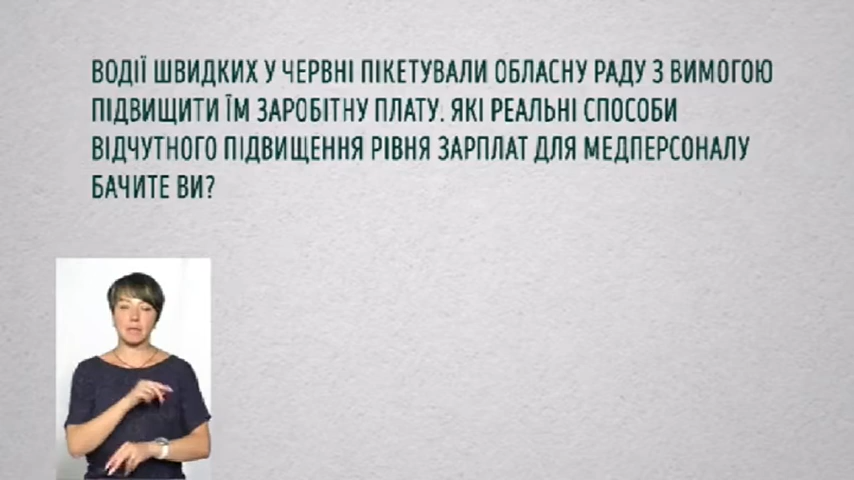 ВОДІЇ ШВИДКИХ У ЧЕРВНІ ПІКЕТУВАЛИ ОБЛАСНУ РАДУ З ВИМОГОЮ
ПІДВИЩИТИ ЇМ ЗАРОБІТНУ ПЛАТУ. ЯКІ РЕАЛЬНІ СПОСОБИ
ВІДЧУТНОГО ПІДВИЩЕННЯ РІВНЯ ЗАРПЛАТ ДЛЯ МЕДПЕРСОНАЛУ
БАЧИТЕ ВИ?